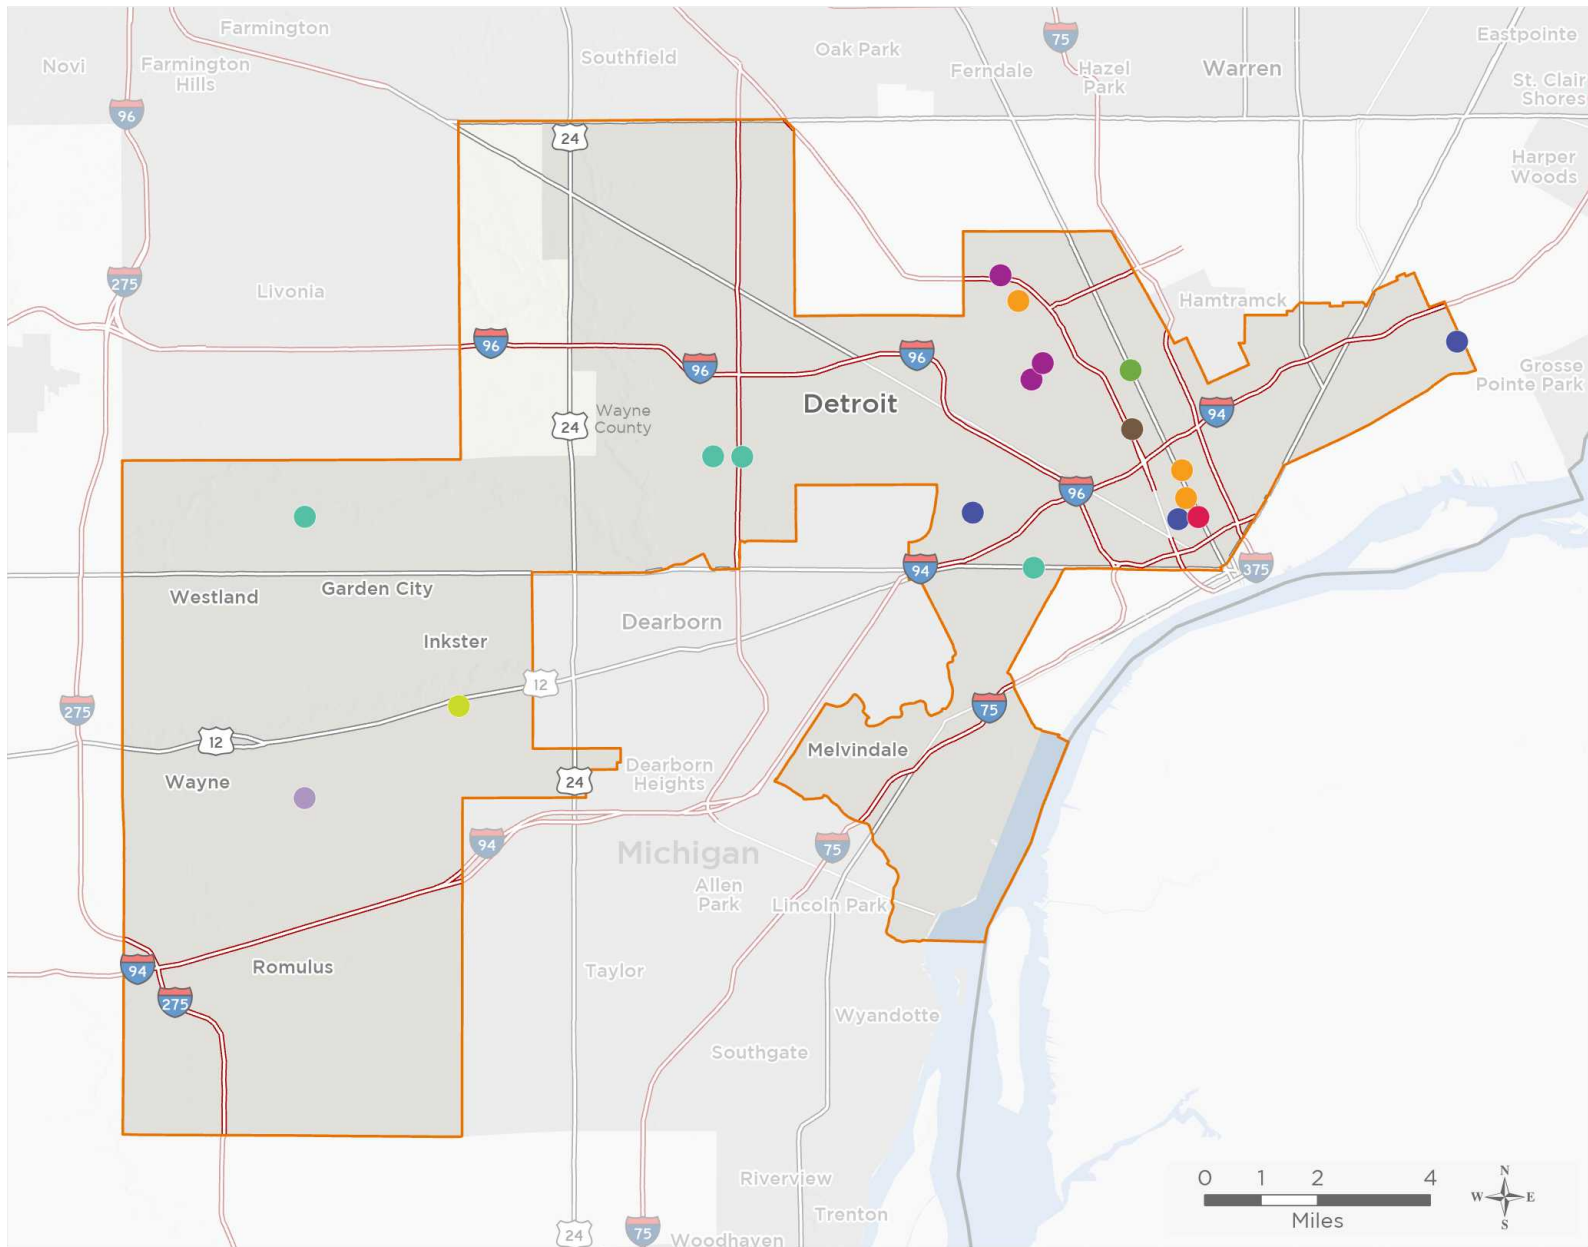 Farmington
75
Eastpointe
Oak Park
Southfield
Novi
Farmington
Hills
Ferndale
Hazel
Park
Warren
St. Clair
Shores
96
24
Harper
Woods
275
Livonia
Hamtramck
96
96
96
Grosse
Pointe Park
Detroit
94
Wayne
County
24
96
94
375
Westland
Garden City
Dearborn
Inkster
12
275
75
12
Melvindale
Wayne
Dearborn
Heights
24
94
75
Michigan
Allen
Park
Lincoln Park
94
Romulus
Taylor
275
Wyandotte
Southgate
Riverview
0 1 2 4
Miles
N
W E
S
Trenton
24
75
Woodhaven